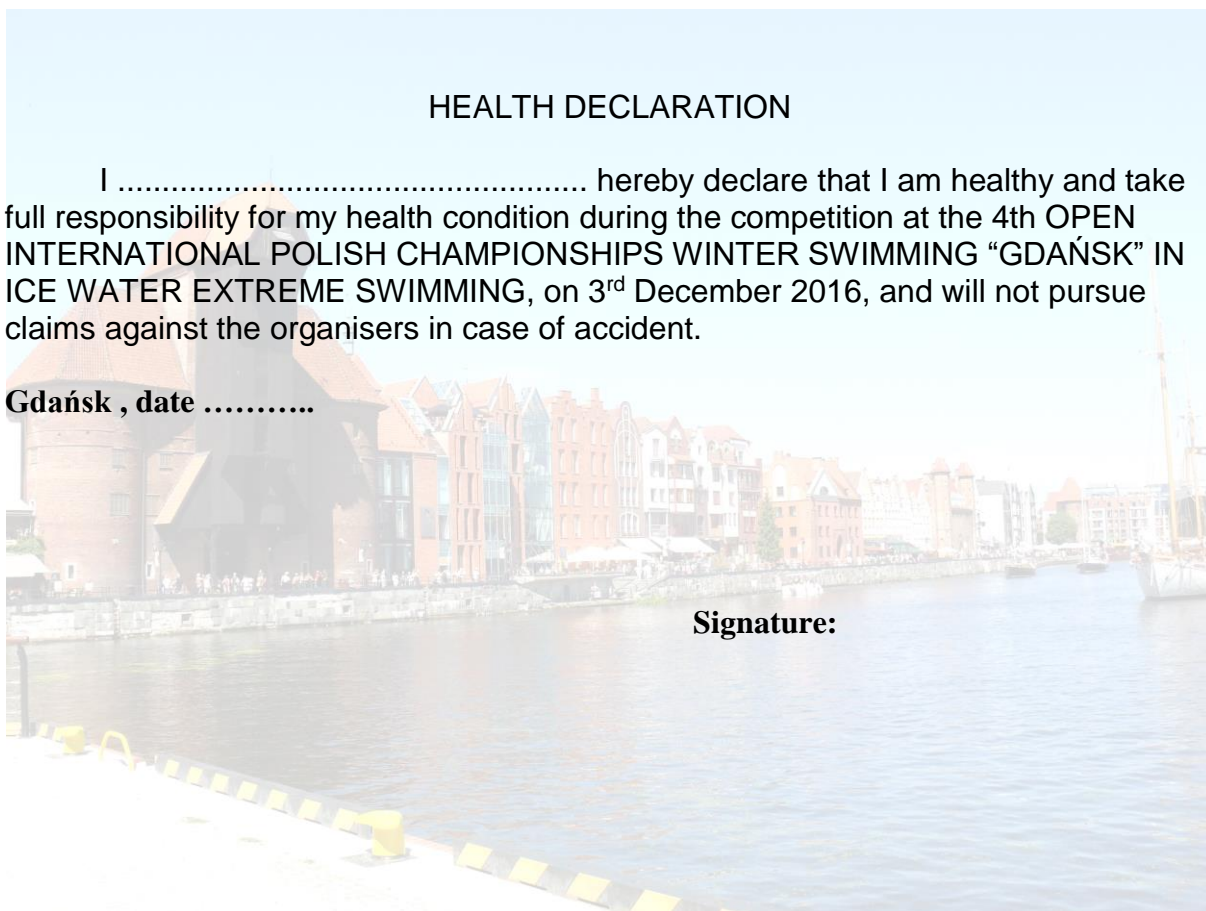 HEALTH DECLARATION
I ..................................................... hereby declare that I am healthy and take
full responsibility for my health condition during the competition at the 4th OPEN
INTERNATIONAL POLISH CHAMPIONSHIPS WINTER SWIMMING “GDAŃSK” IN
ICE WATER EXTREME SWIMMING, on 3rd December 2016, and will not pursue
claims against the organisers in case of accident.
Gdańsk , date ………..
Signature: